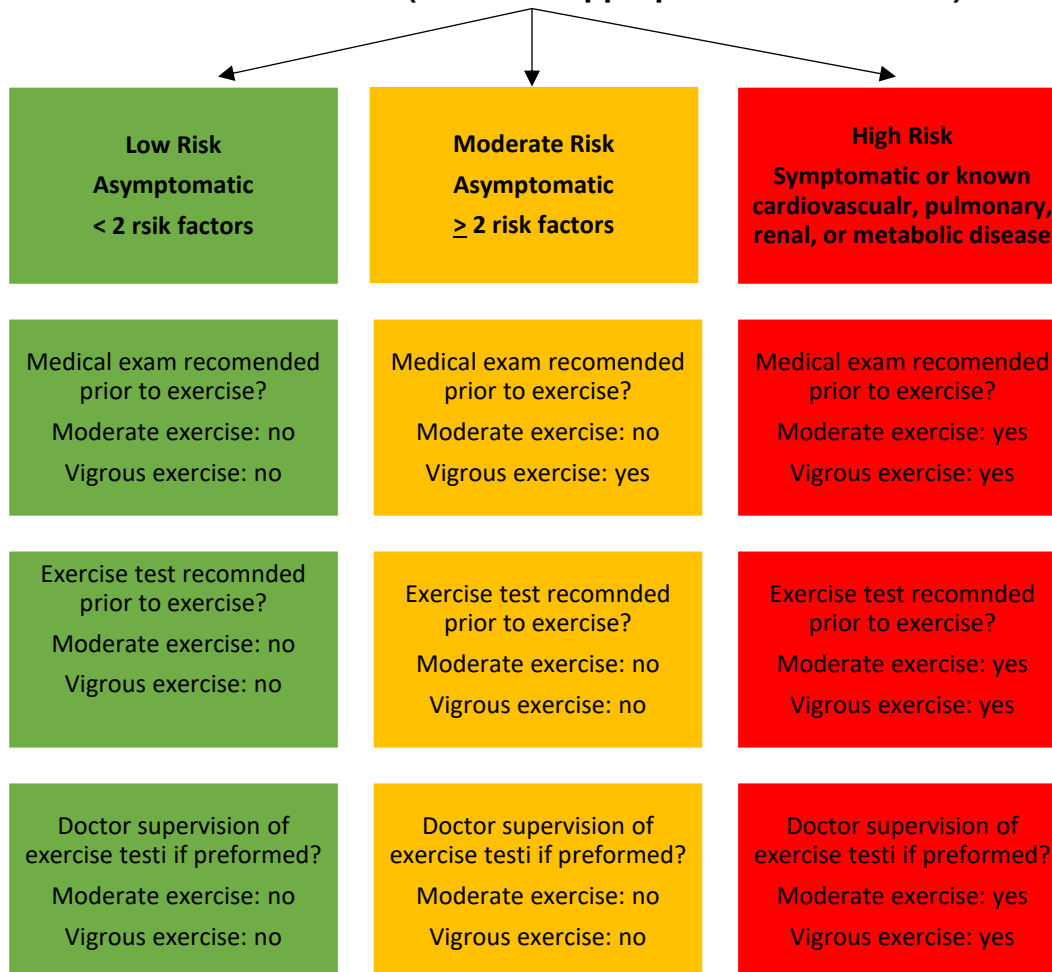 Low Risk
Asymptomatic
< 2 rsik factors
Moderate Risk
Asymptomatic
≥ 2 risk factors
High Risk
Symptomatic or known
cardiovascualr, pulmonary,
renal, or metabolic disease
Medical exam recomended
prior to exercise?
Moderate exercise: no
Vigrous exercise: no
Medical exam recomended
prior to exercise?
Moderate exercise: no
Vigrous exercise: yes
Medical exam recomended
prior to exercise?
Moderate exercise: yes
Vigrous exercise: yes
Exercise test recomnded
prior to exercise?
Moderate exercise: no
Vigrous exercise: no
Exercise test recomnded
prior to exercise?
Moderate exercise: no
Vigrous exercise: no
Exercise test recomnded
prior to exercise?
Moderate exercise: yes
Vigrous exercise: yes
Doctor supervision of
exercise testi if preformed?
Moderate exercise: no
Vigrous exercise: no
Doctor supervision of
exercise testi if preformed?
Moderate exercise: no
Vigrous exercise: no
Doctor supervision of
exercise testi if preformed?
Moderate exercise: yes
Vigrous exercise: yes